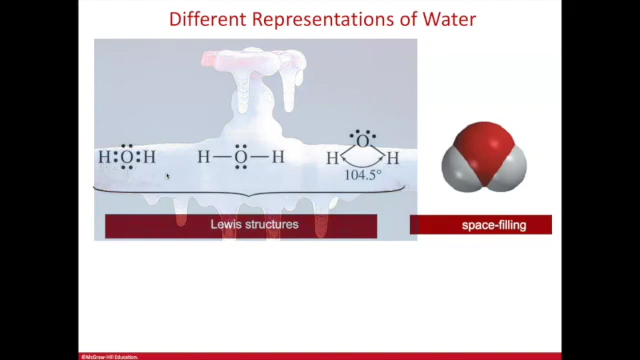 Different Representations of Water
H:O:H
H—O—H
O
H H
104.5°
Lewis structures
space-filling
©McGraw-Hill Education.